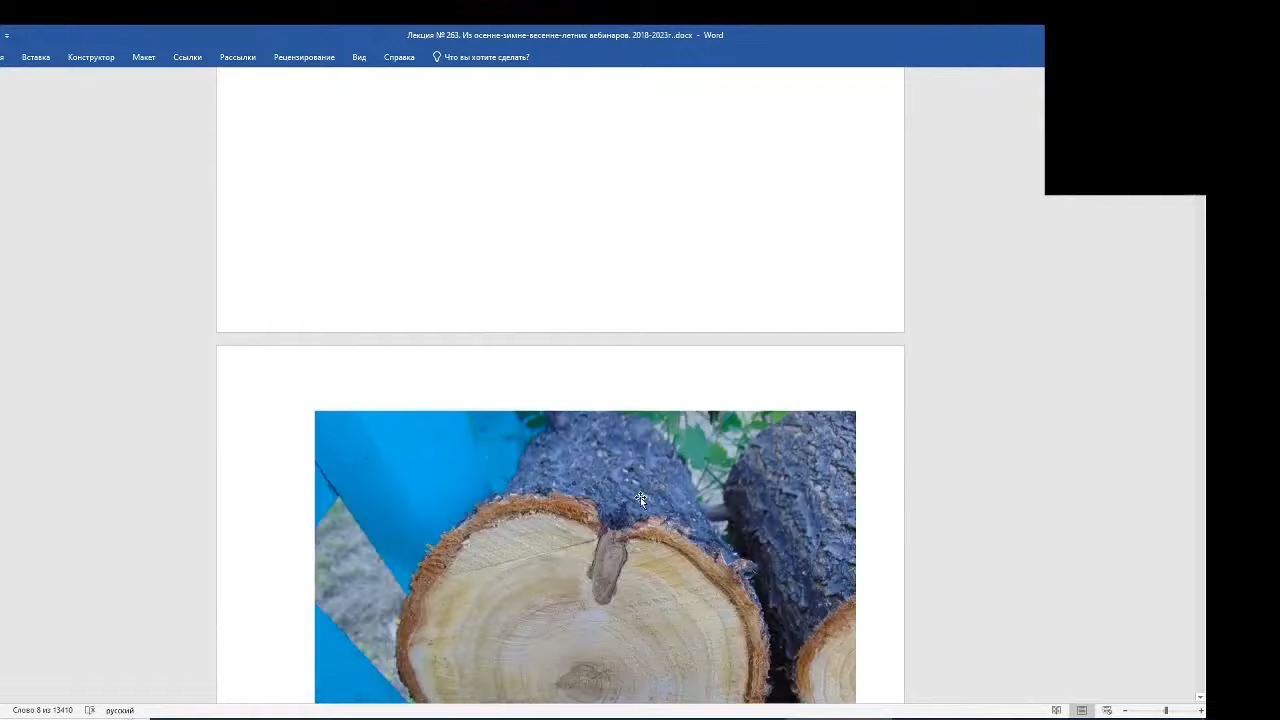 Лекция № 263. Из осенне-зимне-весенне-летних вебинаров. 2018-2023г..docx - Word
я Вставка Конструктор Макет Ссылки Рассылки Рецензирование Вид Справка Что вы хотите сделать?
Слово 8 из 13410 русский